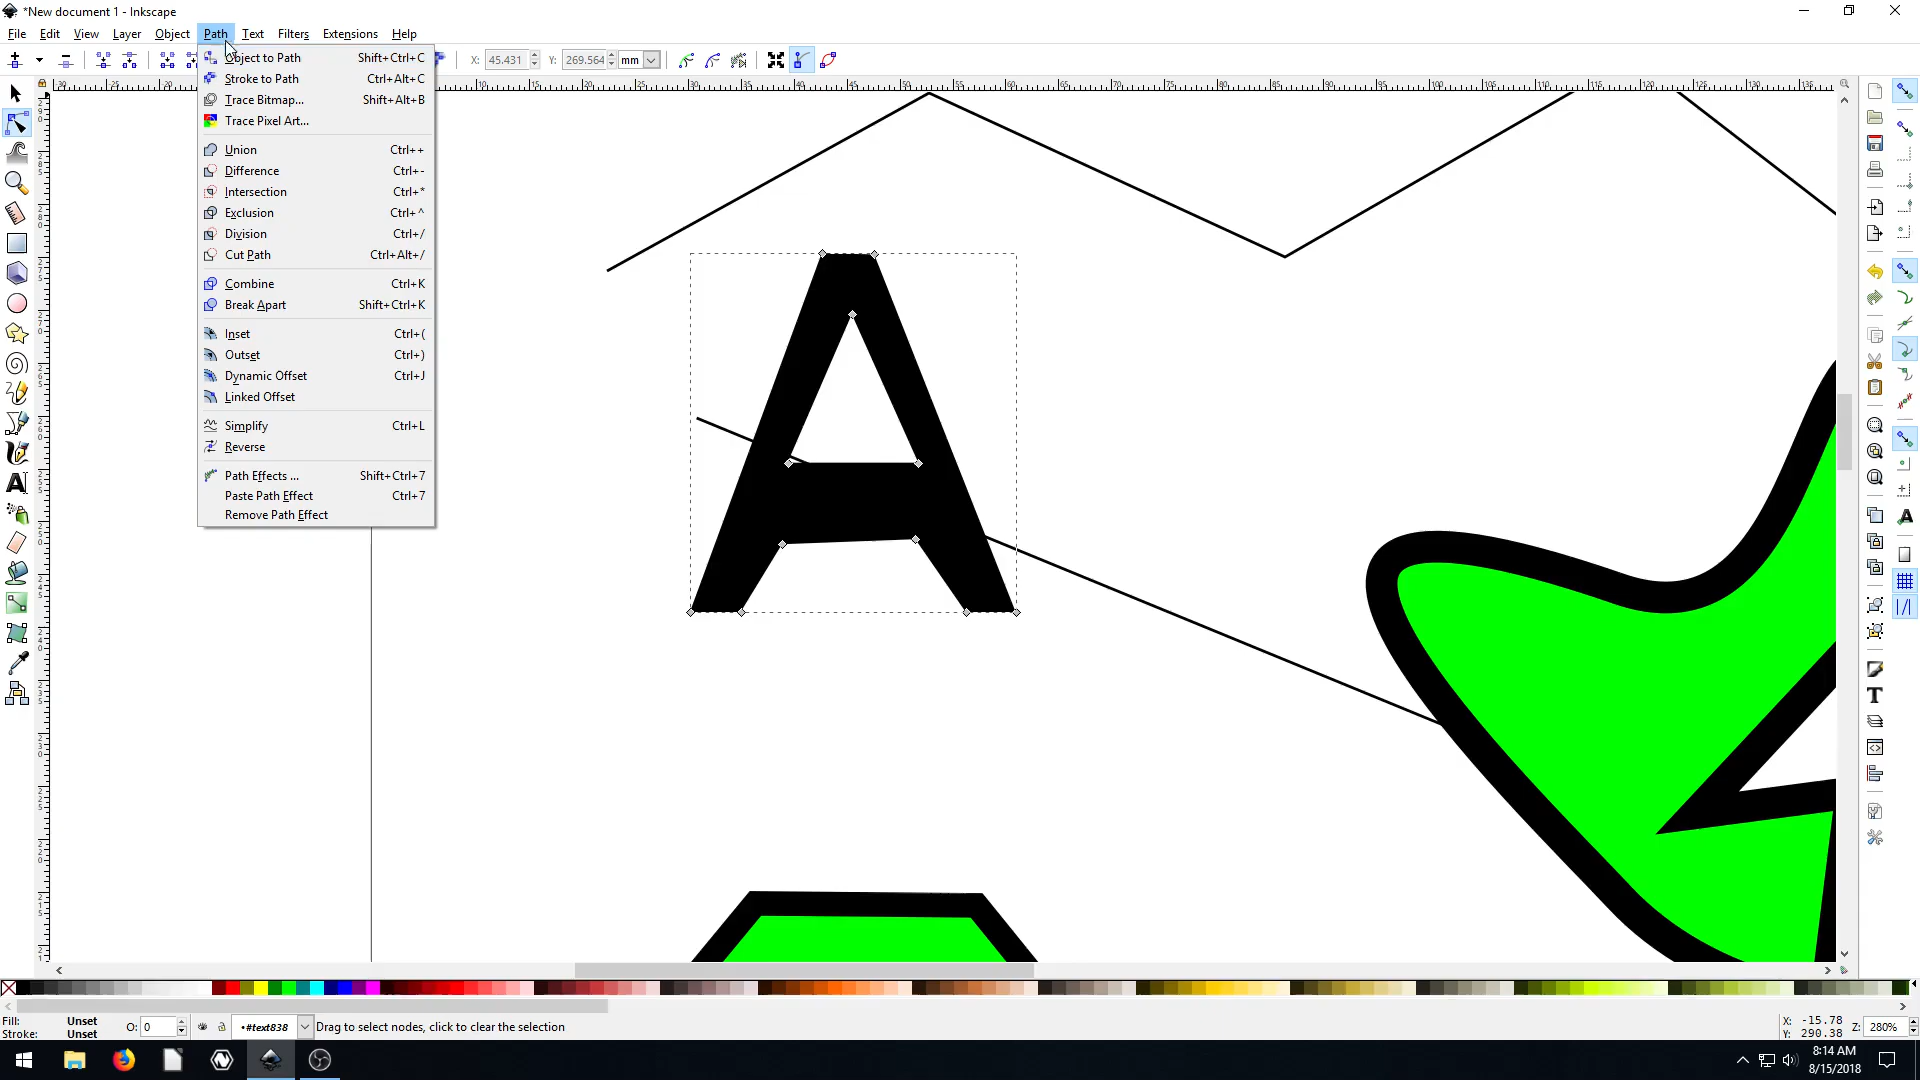 *New document 1 - Inkscape
File Edit View Layer Object Path Text Filters Extensions Help
X: 45.431 Y: 269.564 mm
Object to Path Shift+Ctrl+C
Stroke to Path Ctrl+Alt+C
Trace Bitmap... Shift+Alt+B
Trace Pixel Art...
Union Ctrl++
Difference Ctrl+-
Intersection Ctrl+*
Exclusion Ctrl+^
Division Ctrl+/
Cut Path Ctrl+Alt+/
Combine Ctrl+K
Break Apart Shift+Ctrl+K
Inset Ctrl+(
Outset Ctrl+)
Dynamic Offset Ctrl+J
Linked Offset
Simplify Ctrl+L
Reverse
Path Effects ... Shift+Ctrl+7
Paste Path Effect Ctrl+7
Remove Path Effect
A
Fill: Unset
Stroke: Unset
O: 0
•#text838
Drag to select nodes, click to clear the selection
X: -15.78
Y: 290.38
Z: 280%
8:14 AM
8/15/2018